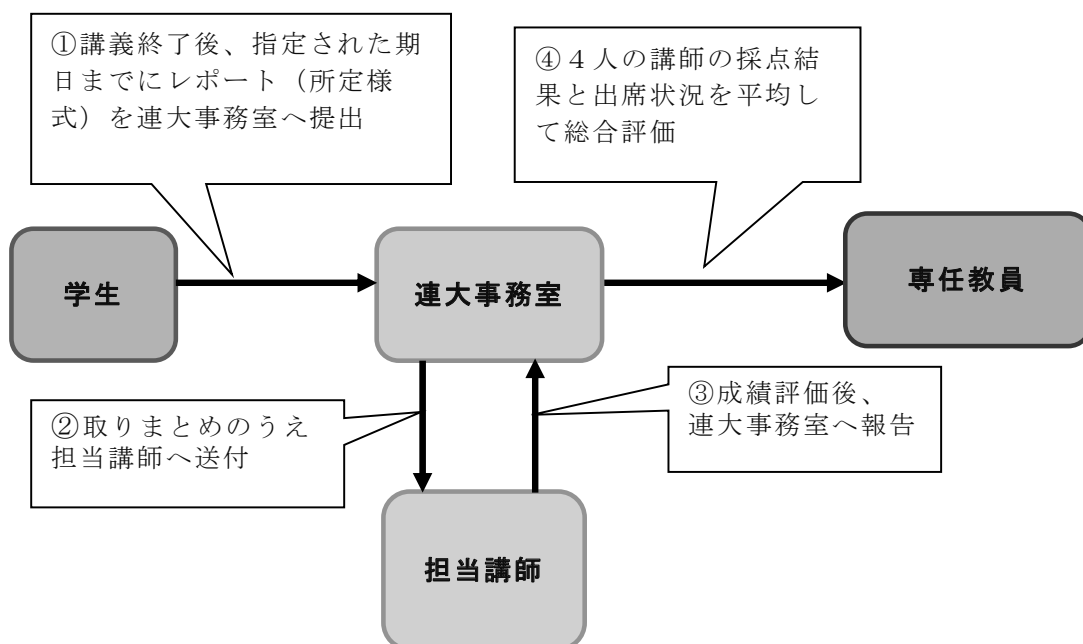 ①講義終了後、指定された期
日までにレポート（所定様
式）を連大事務室へ提出
④４人の講師の採点結
果と出席状況を平均し
て総合評価
学生
連大事務室
専任教員
②取りまとめのうえ
担当講師へ送付
③成績評価後、
連大事務室へ報告
担当講師